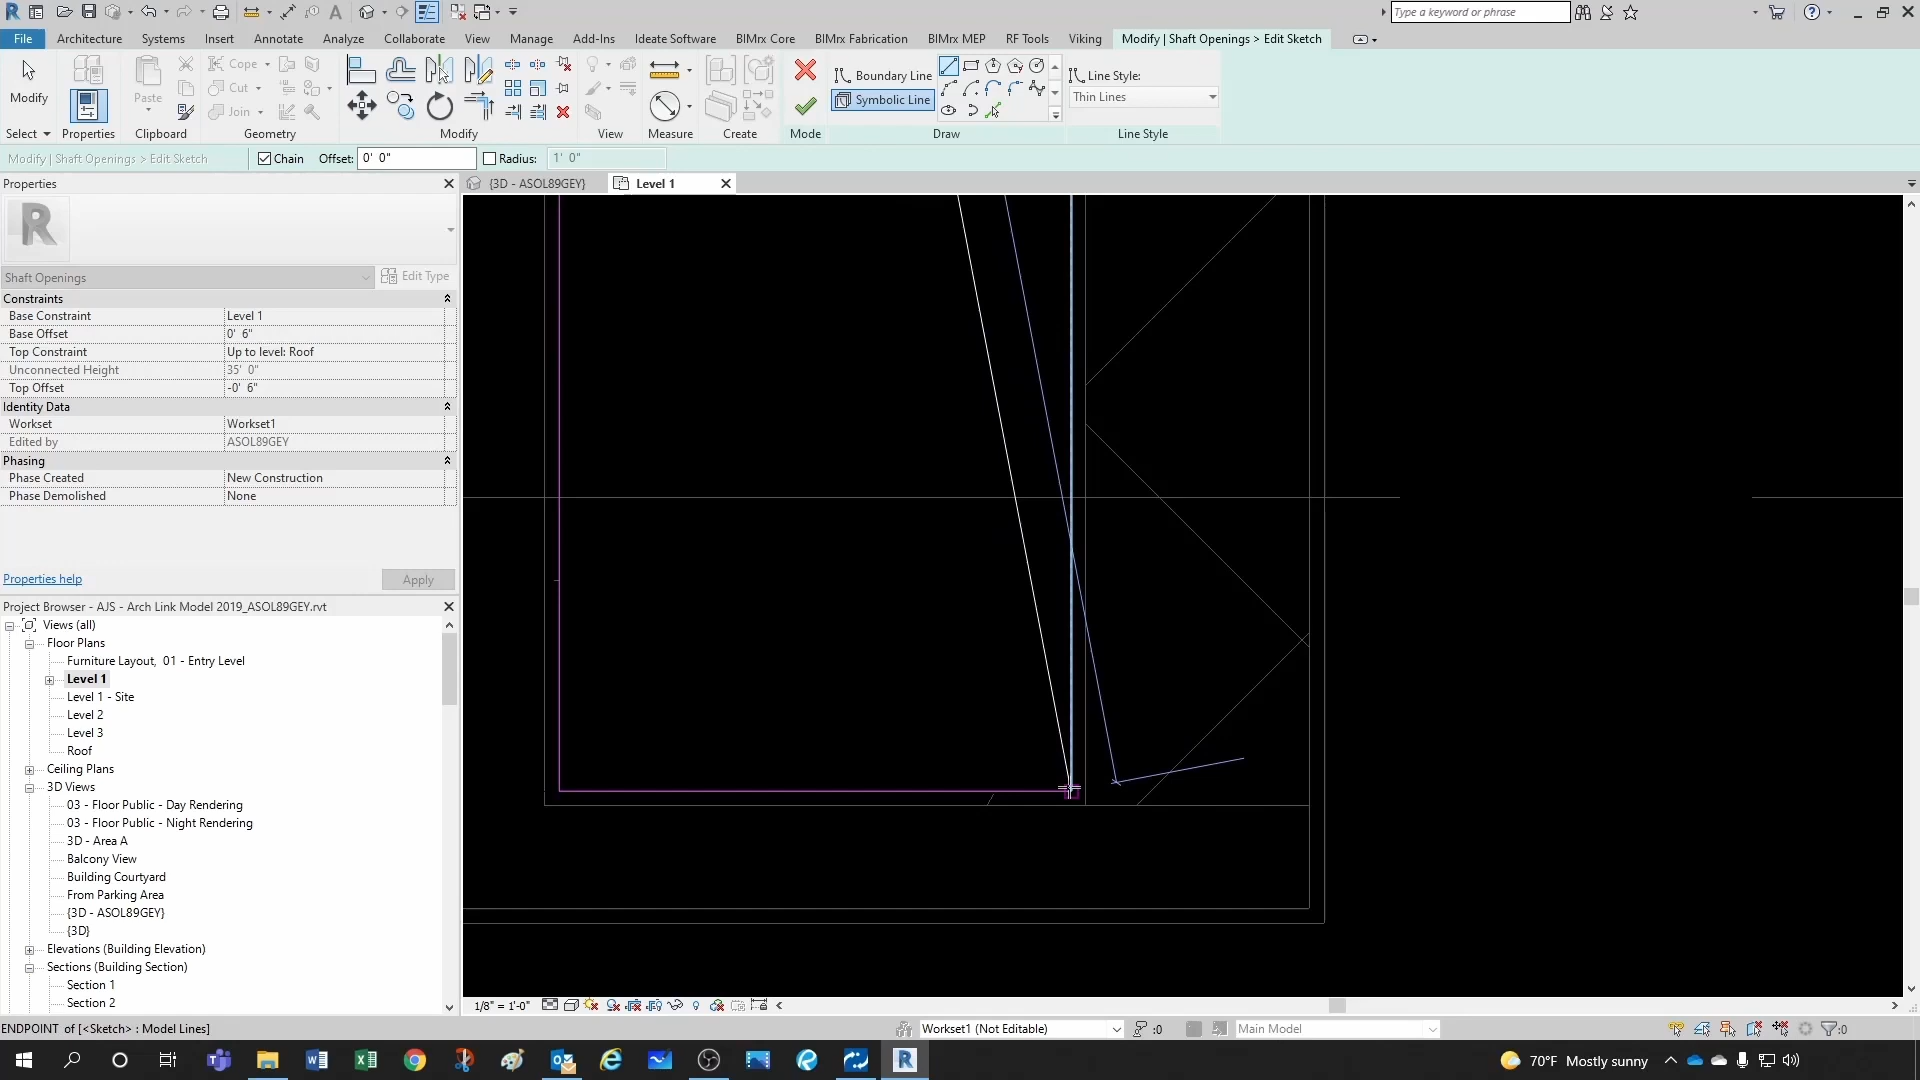 Type a keyword or phrase
File
Architecture
Systems
Insert
Annotate
Analyze
Collaborate
View
Manage
Add-Ins
Ideate Software
BIMrx Core
BIMrx Fabrication
BIMrx MEP
RF Tools
Viking
Modify | Shaft Openings > Edit Sketch
Modify
Paste
Cope
Cut
Join
Boundary Line
Symbolic Line
Line Style:
Thin Lines
Select
Properties
Clipboard
Geometry
Modify
View
Measure
Create
Mode
Draw
Line Style
Modify | Shaft Openings > Edit Sketch
Chain
Offset:
0' 0"
Radius:
1' 0"
Properties
{3D - ASOL89GEY}
Level 1
Shaft Openings
Edit Type
Constraints
Base Constraint
Level 1
Base Offset
0' 6"
Top Constraint
Up to level: Roof
Unconnected Height
35' 0"
Top Offset
-0' 6"
Identity Data
Workset
Workset1
Edited by
ASOL89GEY
Phasing
Phase Created
New Construction
Phase Demolished
None
Properties help
Apply
Project Browser - AJS - Arch Link Model 2019_ASOL89GEY.rvt
Views (all)
Floor Plans
Furniture Layout, 01 - Entry Level
Level 1
Level 1 - Site
Level 2
Level 3
Roof
Ceiling Plans
3D Views
03 - Floor Public - Day Rendering
03 - Floor Public - Night Rendering
3D - Area A
Balcony View
Building Courtyard
From Parking Area
{3D - ASOL89GEY}
{3D}
Elevations (Building Elevation)
Sections (Building Section)
Section 1
Section 2
1/8" = 1'-0"
ENDPOINT of [<Sketch> : Model Lines]
Workset1 (Not Editable)
:0
Main Model
:0
70°F Mostly sunny